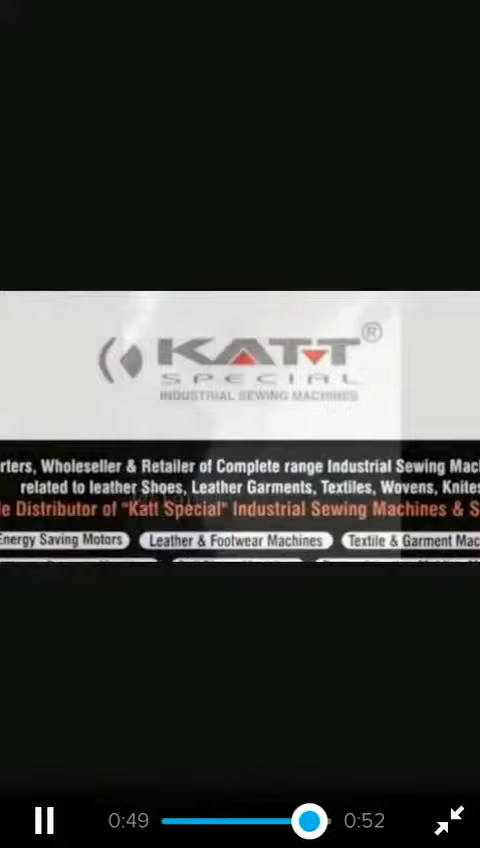 KATT®
SPECIAL
INDUSTRIAL SEWING MACHINES
rters, Wholeseller & Retailer of Complete range Industrial Sewing Mac
related to leather Shoes, Leather Garments, Textiles, Wovens, Knite
le Distributor of "Katt Special" Industrial Sewing Machines & S
Energy Saving Motors Leather & Footwear Machines Textile & Garment Mac
0:49 0:52